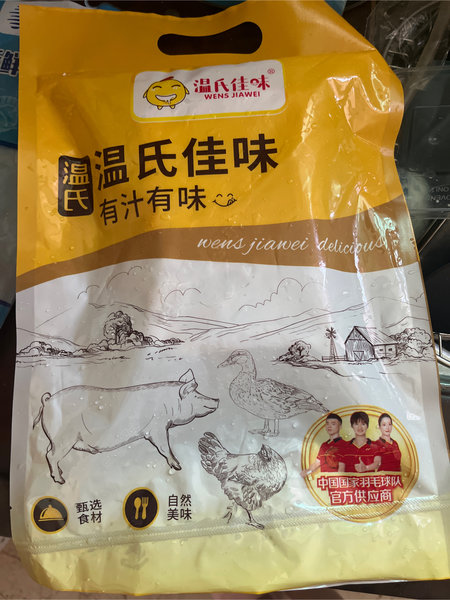 温氏佳味®
WENS JIAWEI
温氏
温氏佳味
有汁有味
wens jiawei delicious
中国国家羽毛球队
官方供应商
甄选
食材
自然
美味